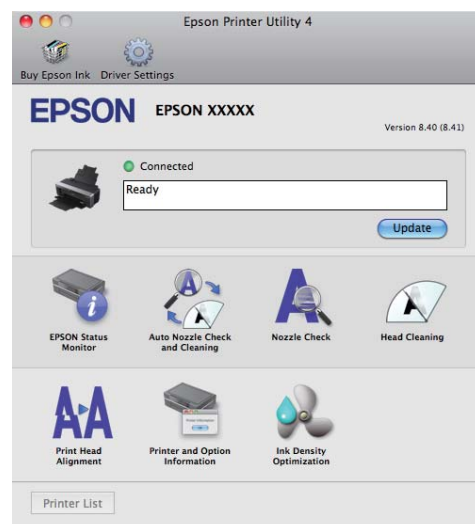 Epson Printer Utility 4
Buy Epson Ink Driver Settings
EPSON EPSON XXXXX
Version 8.40 (8.41)
Connected
Ready
Update
EPSON Status
Monitor
Auto Nozzle Check
and Cleaning
Nozzle Check
Head Cleaning
Print Head
Alignment
Printer and Option
Information
Ink Density
Optimization
Printer List